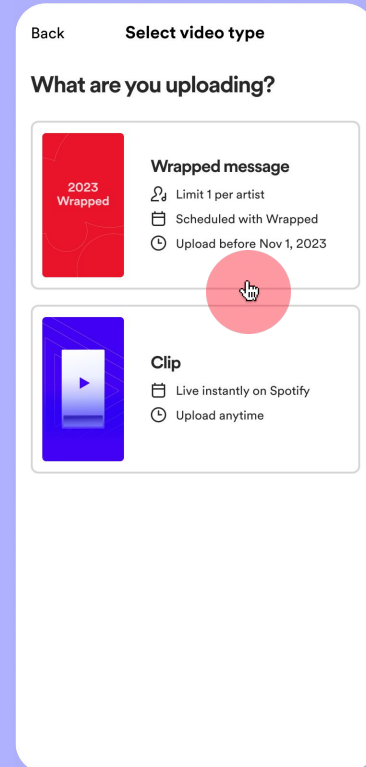 Back
Select video type
What are you uploading?
2023
Wrapped
Wrapped message
Limit 1 per artist
Scheduled with Wrapped
Upload before Nov 1, 2023
Clip
Live instantly on Spotify
Upload anytime